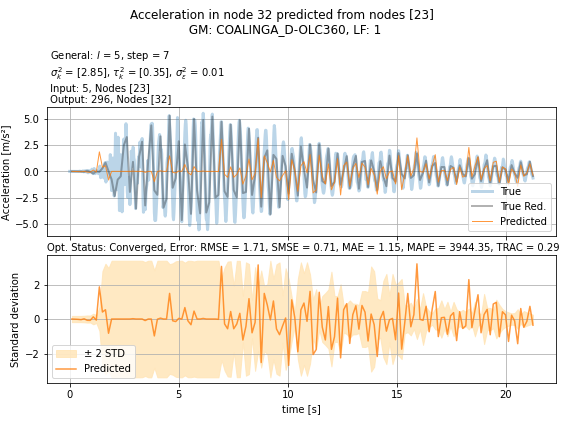 Acceleration in node 32 predicted from nodes [23]
GM: COALINGA_D-OLC360, LF: 1
General: l = 5, step = 7
σ²ₖ = [2.85], τ²ₖ = [0.35], σ²ε = 0.01
Input: 5, Nodes [23]
Output: 296, Nodes [32]
Acceleration [m/s²]
5.0
2.5
0.0
−2.5
−5.0
True
True Red.
Predicted
Opt. Status: Converged, Error: RMSE = 1.71, SMSE = 0.71, MAE = 1.15, MAPE = 3944.35, TRAC = 0.29
Standard deviation
2
0
−2
± 2 STD
Predicted
0
5
10
15
20
time [s]